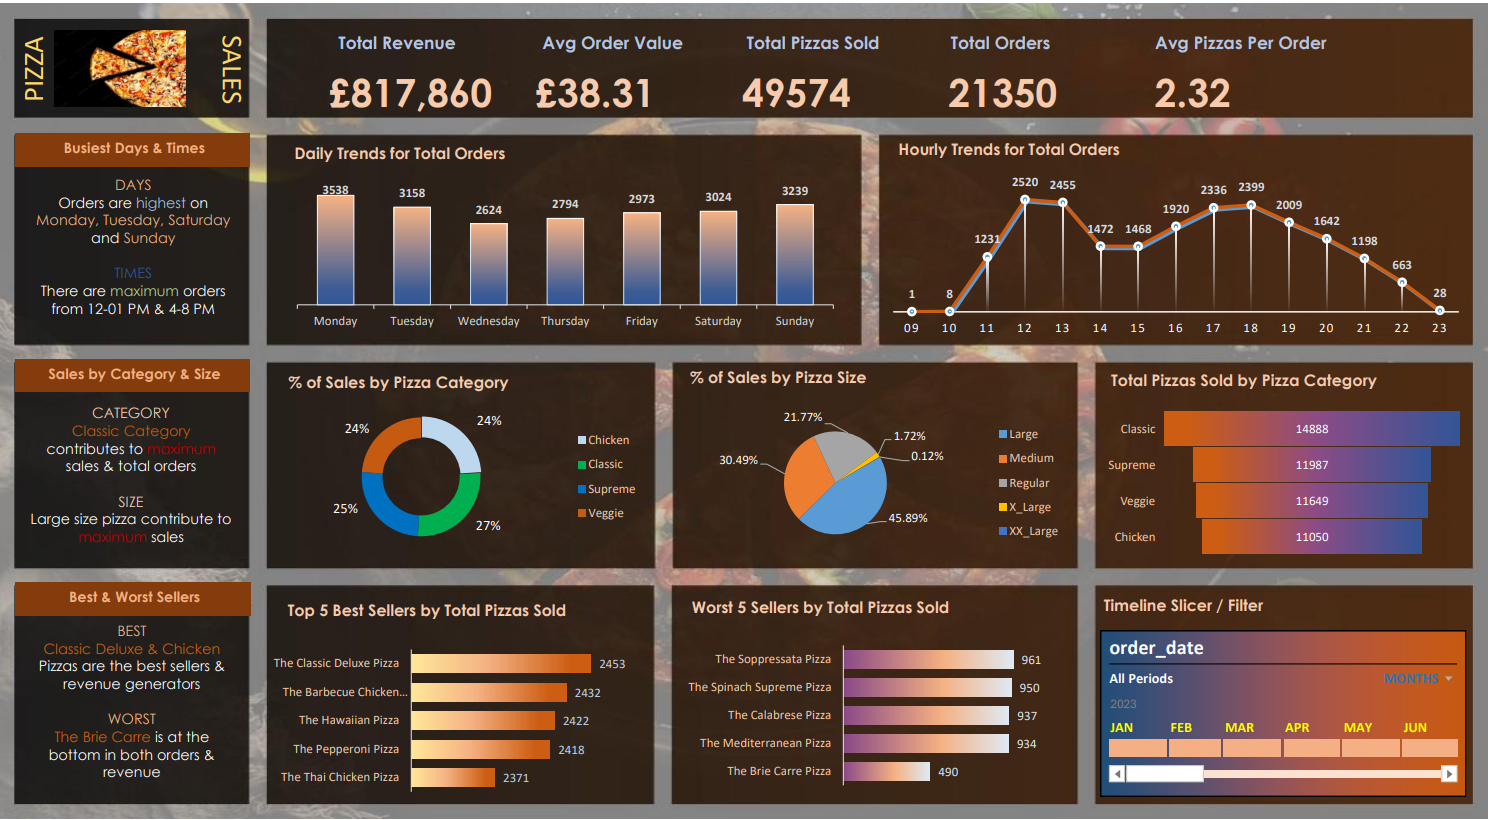 PIZZA
SALES
Total Revenue
£817,860
Avg Order Value
£38.31
Total Pizzas Sold
49574
Total Orders
21350
Avg Pizzas Per Order
2.32
Busiest Days & Times
DAYS
Orders are highest on
Monday, Tuesday, Saturday
and Sunday
TIMES
There are maximum orders
from 12-01 PM & 4-8 PM
Daily Trends for Total Orders
3538
3158
2624
2794
2973
3024
3239
Monday
Tuesday
Wednesday
Thursday
Friday
Saturday
Sunday
Hourly Trends for Total Orders
1
8
1231
2520
2455
1472
1468
1920
2336
2399
2009
1642
1198
663
28
09 10 11 12 13 14 15 16 17 18 19 20 21 22 23
Sales by Category & Size
CATEGORY
Classic Category
contributes to maximum
sales & total orders
SIZE
Large size pizza contribute to
maximum sales
% of Sales by Pizza Category
24%
24%
25%
27%
Chicken
Classic
Supreme
Veggie
% of Sales by Pizza Size
21.77%
1.72%
0.12%
30.49%
45.89%
Large
Medium
Regular
X_Large
XX_Large
Total Pizzas Sold by Pizza Category
Classic 14888
Supreme 11987
Veggie 11649
Chicken 11050
Best & Worst Sellers
BEST
Classic Deluxe & Chicken
Pizzas are the best sellers &
revenue generators
WORST
The Brie Carre is at the
bottom in both orders &
revenue
Top 5 Best Sellers by Total Pizzas Sold
The Classic Deluxe Pizza 2453
The Barbecue Chicken... 2432
The Hawaiian Pizza 2422
The Pepperoni Pizza 2418
The Thai Chicken Pizza 2371
Worst 5 Sellers by Total Pizzas Sold
The Soppressata Pizza 961
The Spinach Supreme Pizza 950
The Calabrese Pizza 937
The Mediterranean Pizza 934
The Brie Carre Pizza 490
Timeline Slicer / Filter
order_date
All Periods
MONTHS
2023
JAN FEB MAR APR MAY JUN